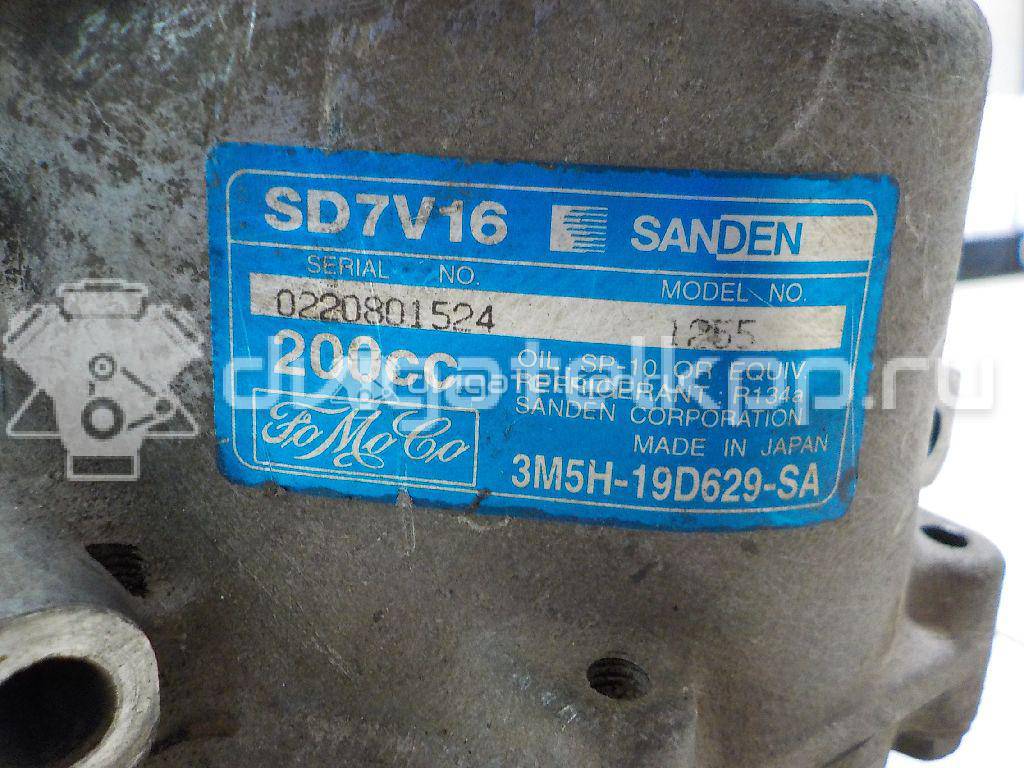 SD7V16 SANDEN
SERIAL NO. MODEL NO.
0220801524 1265
200cc OIL : SP-10 OR EQUIV
REFRIGERANT : R134a
SANDEN CORPORATION
MADE IN JAPAN
FoMoCo
3M5H-19D629-SA